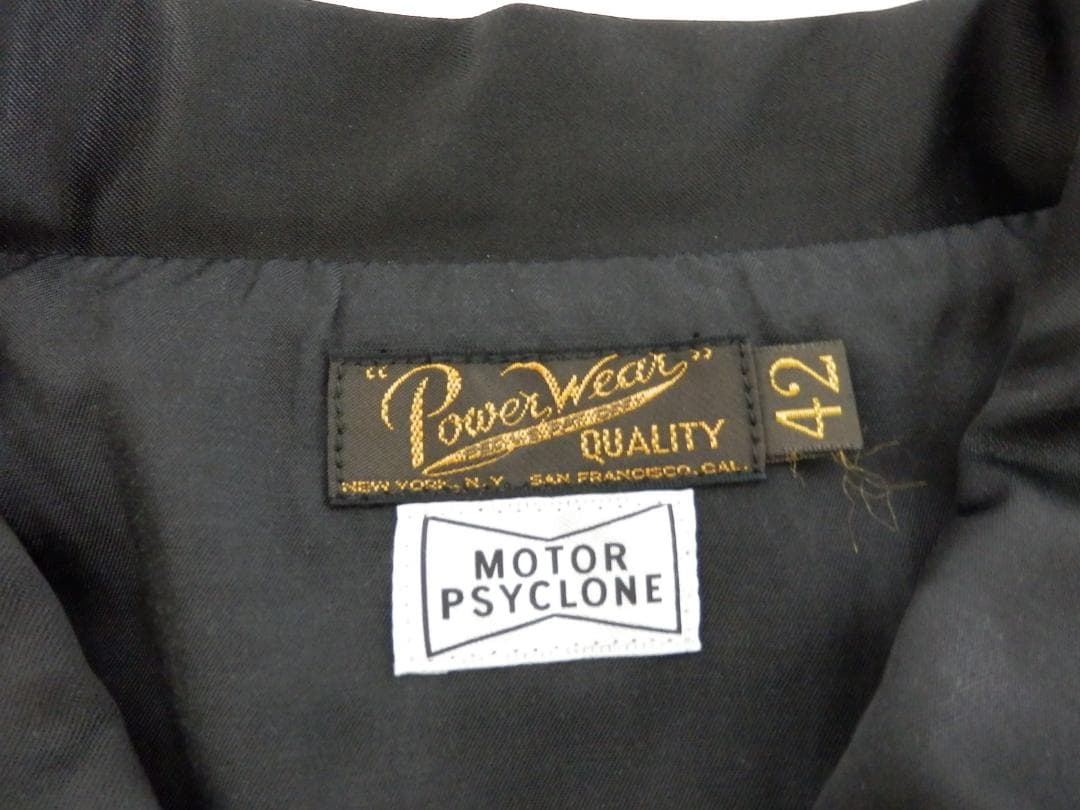 "Power Wear"
QUALITY
NEW YORK, N.Y. SAN FRANCISCO, CAL.
42
MOTOR
PSYCLONE